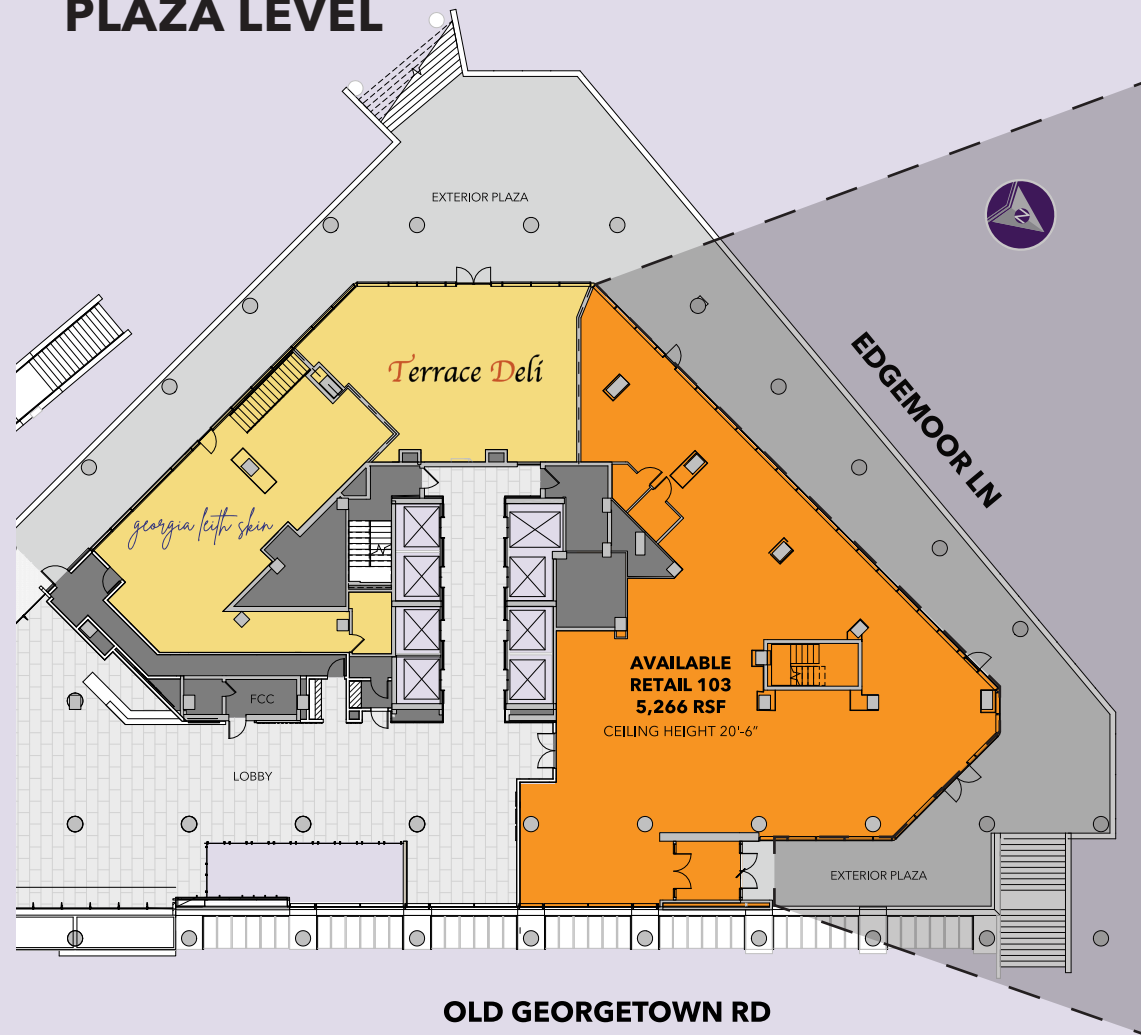 PLAZA LEVEL
EXTERIOR PLAZA
N
EDGEMOOR LN
Terrace Deli
georgia leith skin
AVAILABLE
RETAIL 103
5,266 RSF
CEILING HEIGHT 20'-6"
FCC
LOBBY
EXTERIOR PLAZA
OLD GEORGETOWN RD